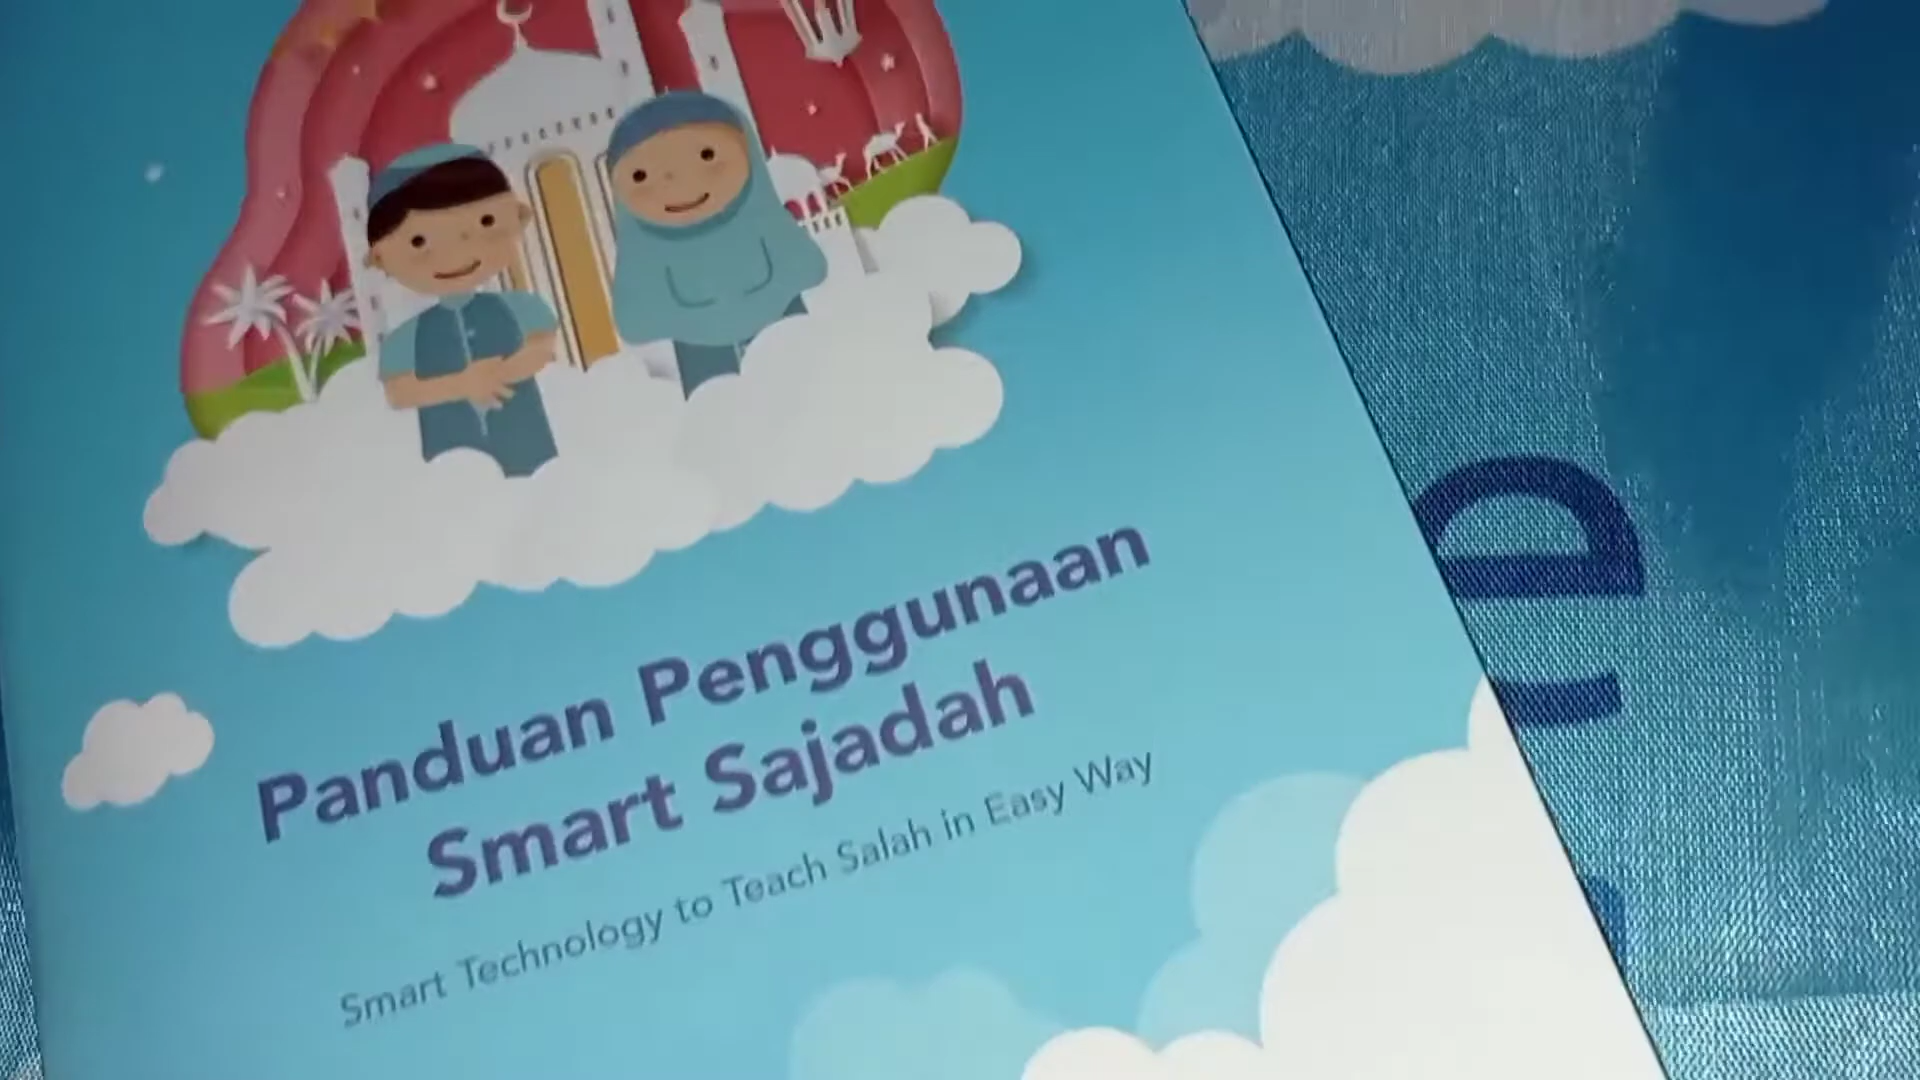 Panduan Penggunaan
Smart Sajadah
Smart Technology to Teach Salah in Easy Way